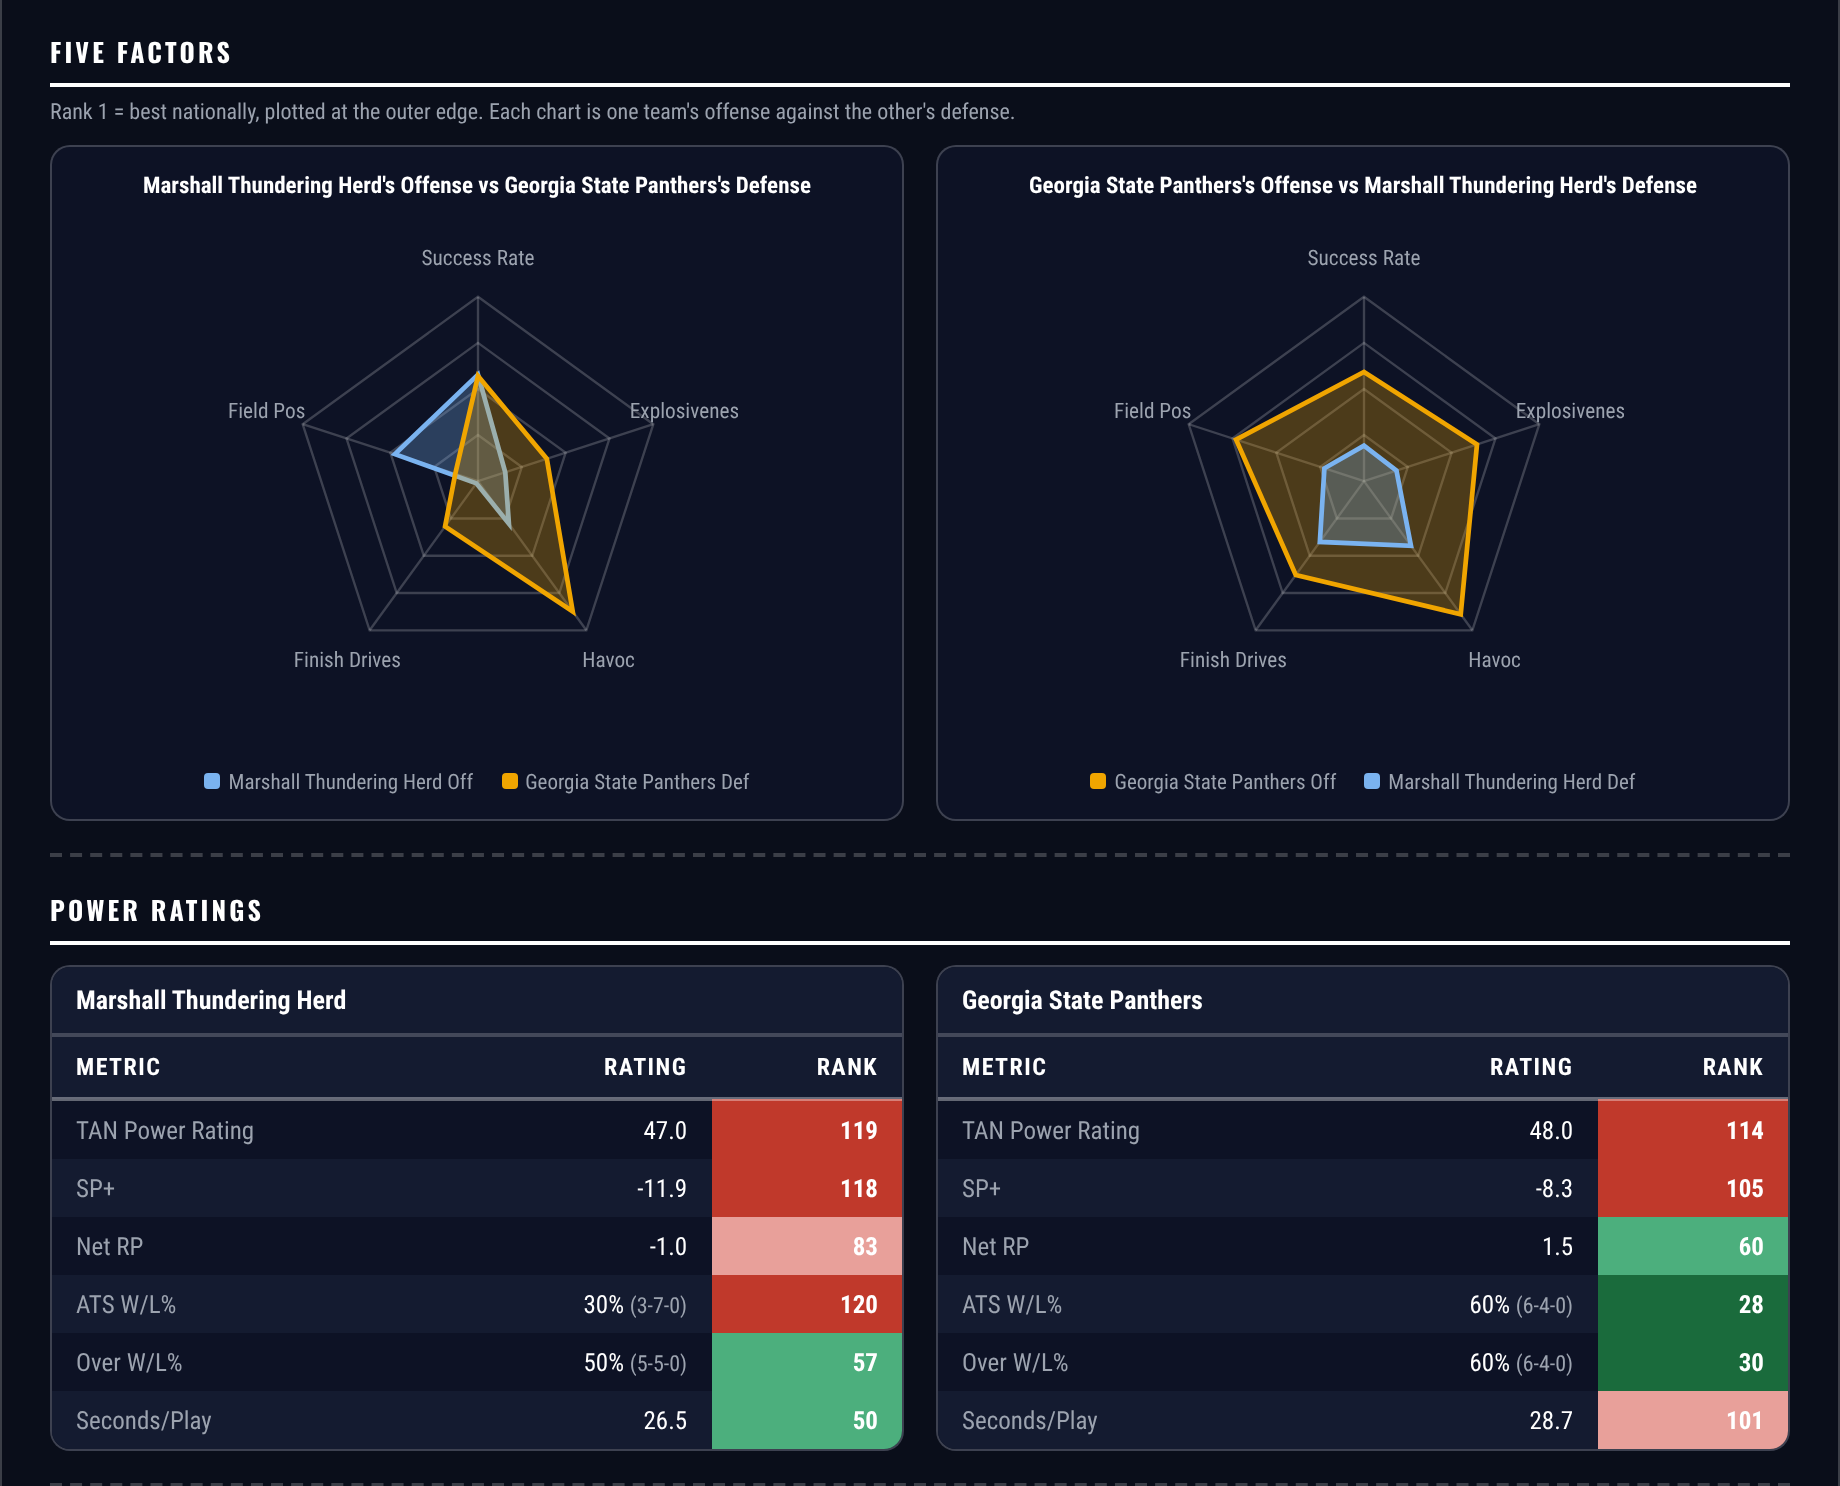 FIVE FACTORS
Rank 1 = best nationally, plotted at the outer edge. Each chart is one team's offense against the other's defense.
Marshall Thundering Herd's Offense vs Georgia State Panthers's Defense
Success Rate
Field Pos
Explosivenes
Finish Drives
Havoc
Marshall Thundering Herd Off
Georgia State Panthers Def
Georgia State Panthers's Offense vs Marshall Thundering Herd's Defense
Success Rate
Field Pos
Explosivenes
Finish Drives
Havoc
Georgia State Panthers Off
Marshall Thundering Herd Def
POWER RATINGS
Marshall Thundering Herd
METRIC RATING RANK
TAN Power Rating 47.0 119
SP+ -11.9 118
Net RP -1.0 83
ATS W/L% 30% (3-7-0) 120
Over W/L% 50% (5-5-0) 57
Seconds/Play 26.5 50
Georgia State Panthers
METRIC RATING RANK
TAN Power Rating 48.0 114
SP+ -8.3 105
Net RP 1.5 60
ATS W/L% 60% (6-4-0) 28
Over W/L% 60% (6-4-0) 30
Seconds/Play 28.7 101